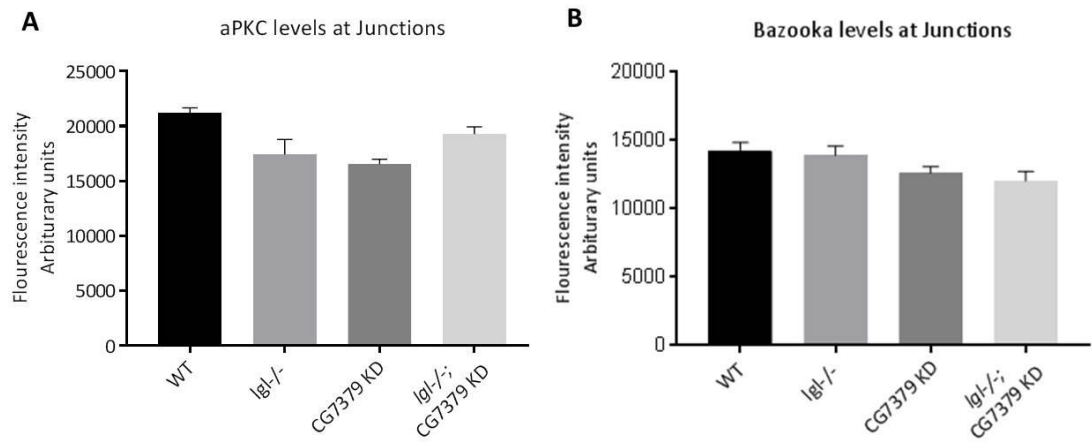 A
aPKC levels at Junctions
Flourescence intensity
Arbiturary units
25000
20000
15000
10000
5000
0
WT
lgl-/-
CG7379 KD
lgl-/-;
CG7379 KD
B
Bazooka levels at Junctions
Flourescence intensity
Arbiturary units
20000
15000
10000
5000
0
WT
lgl-/-
CG7379 KD
lgl-/-;
CG7379 KD